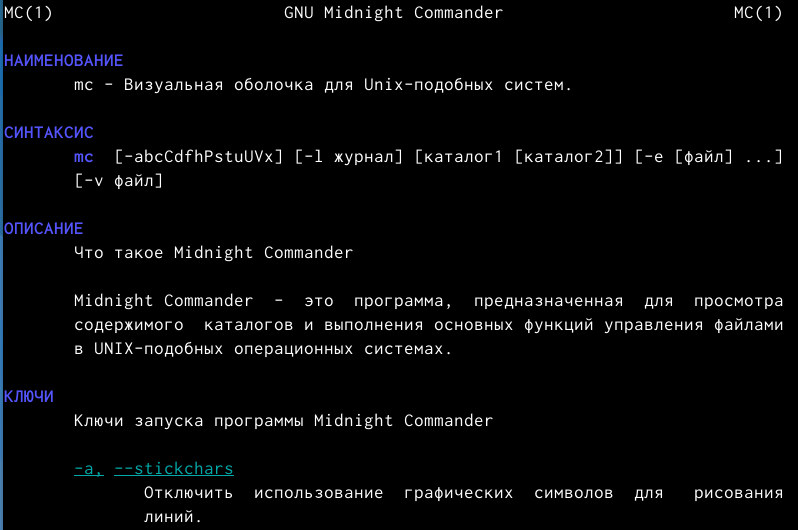 MC(1) GNU Midnight Commander MC(1)
НАИМЕНОВАНИЕ
mc - Визуальная оболочка для Unix-подобных систем.
СИНТАКСИС
mc [-abcCdfhPstuUVx] [-l журнал] [каталог1 [каталог2]] [-e [файл] ...]
[-v файл]
ОПИСАНИЕ
Что такое Midnight Commander
Midnight Commander - это программа, предназначенная для просмотра
содержимого каталогов и выполнения основных функций управления файлами
в UNIX-подобных операционных системах.
КЛЮЧИ
Ключи запуска программы Midnight Commander
-a, --stickchars
Отключить использование графических символов для рисования
линий.